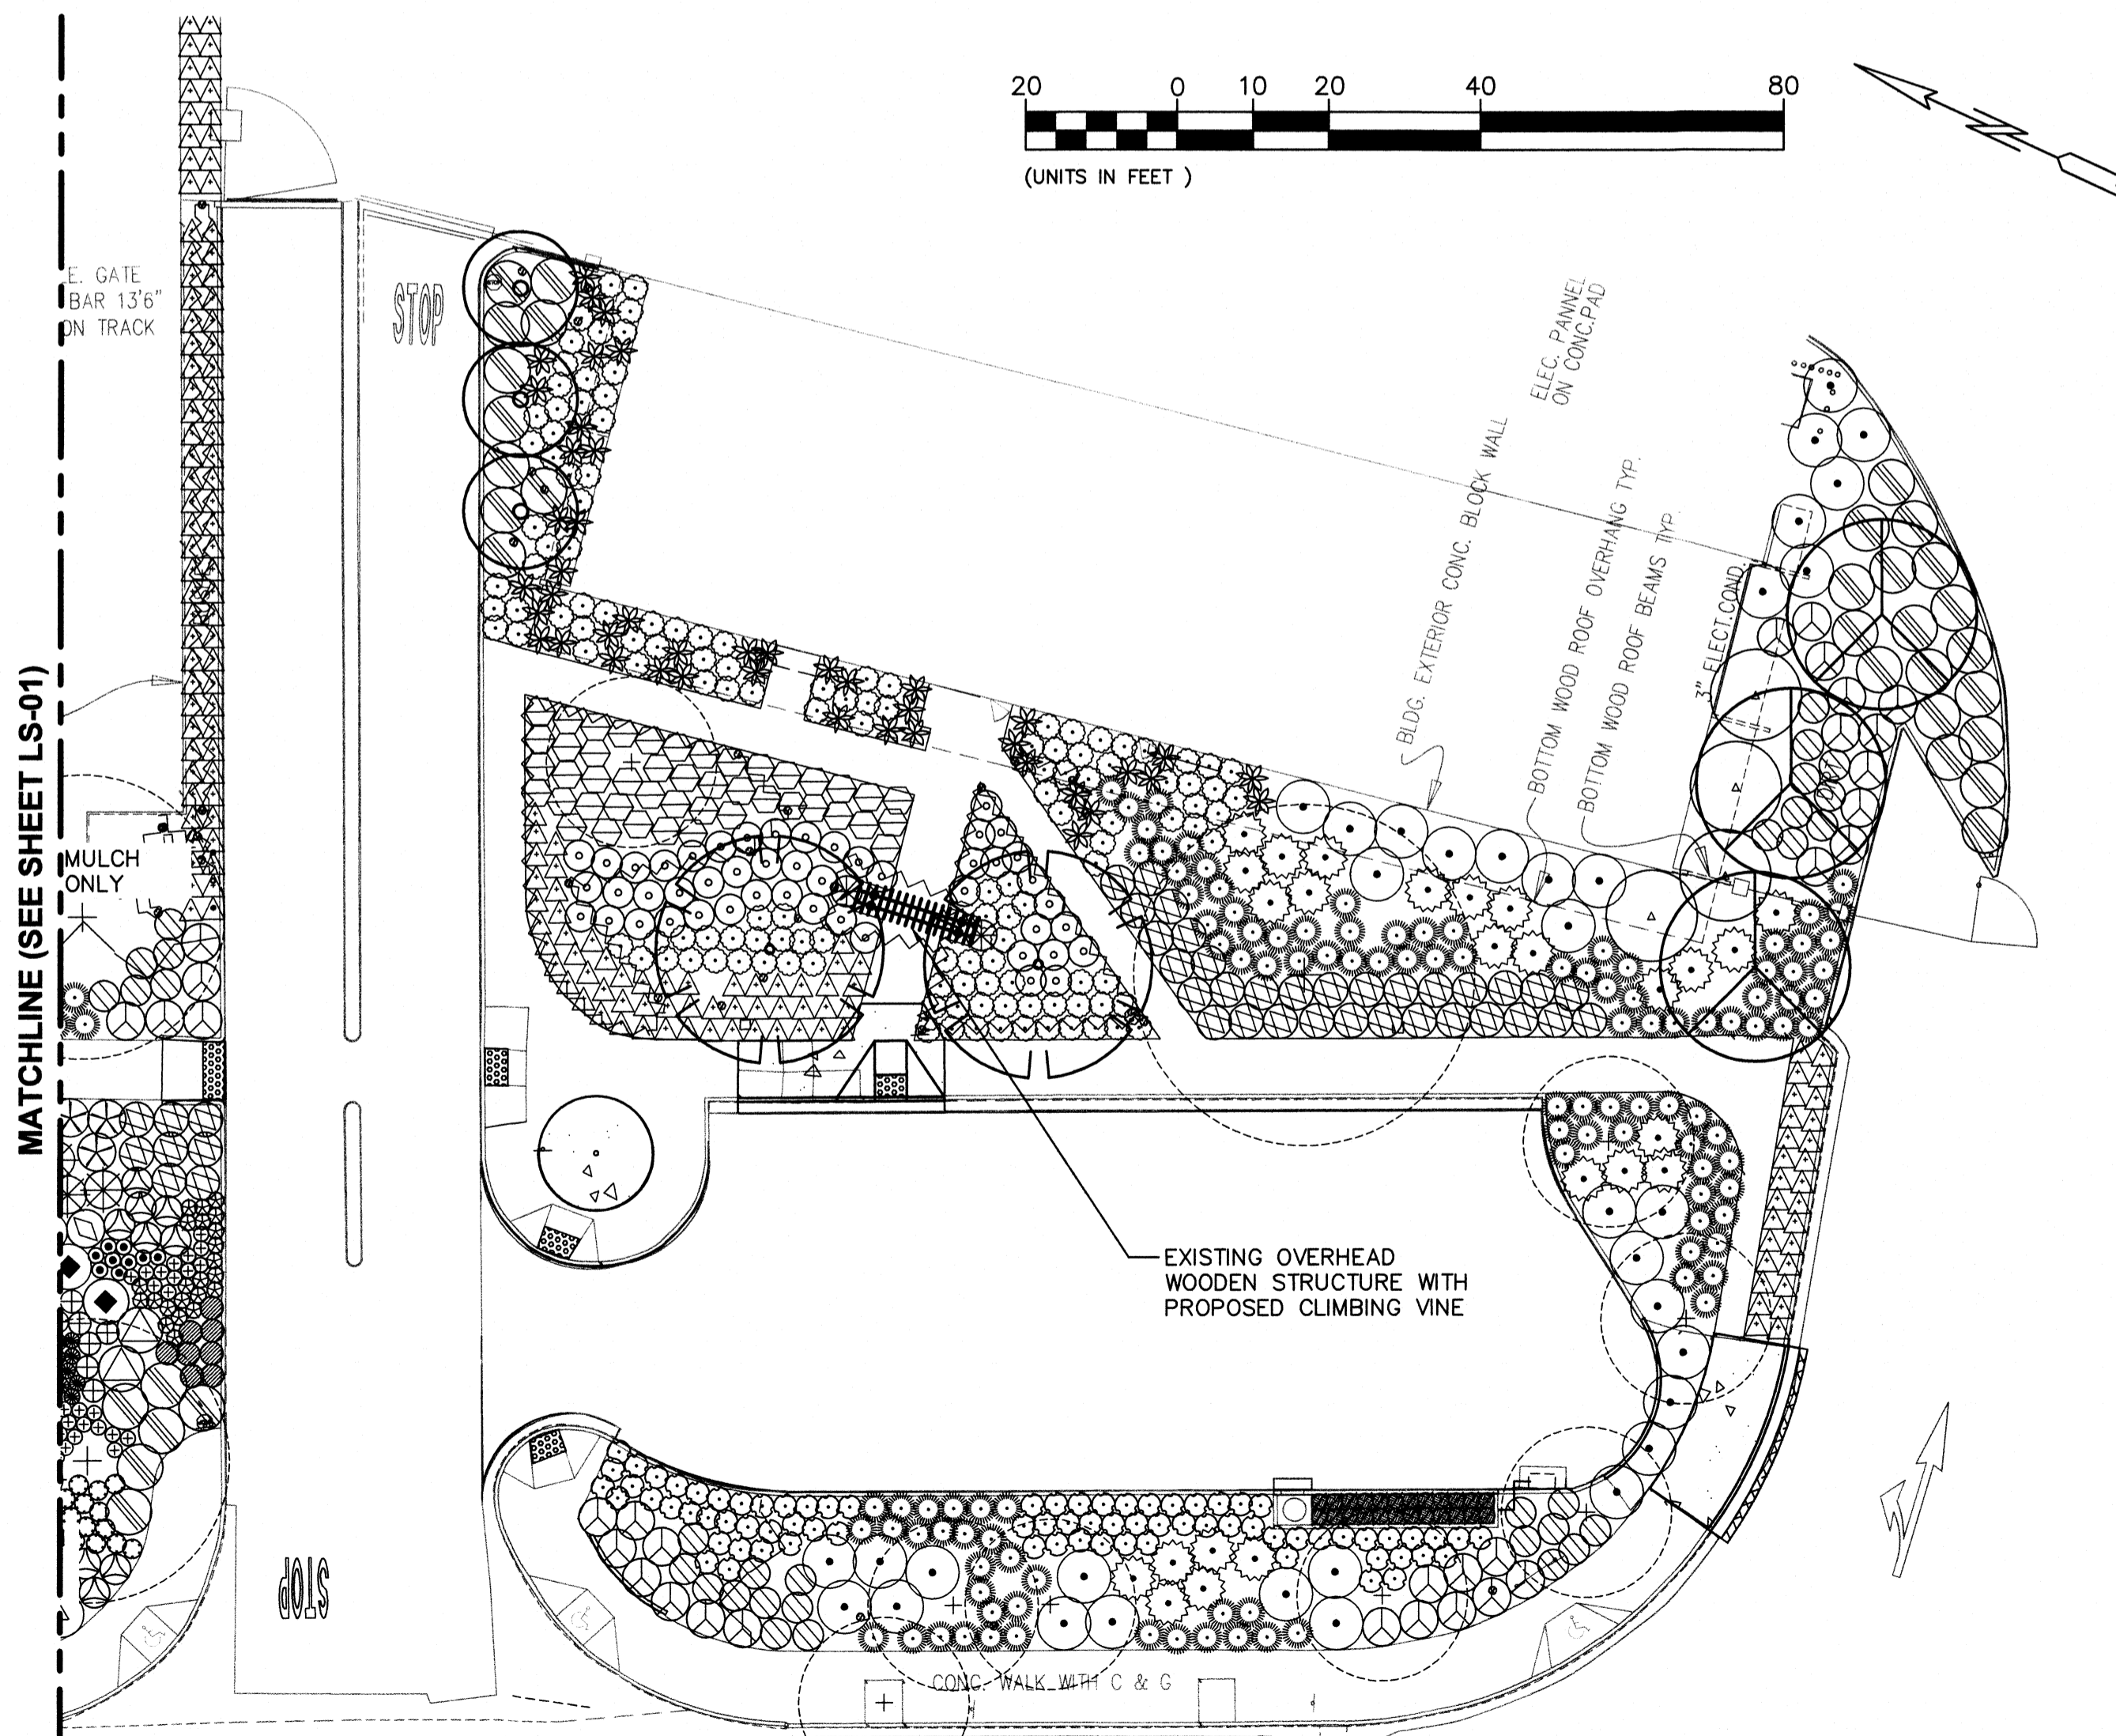 20 0 10 20 40 80
(UNITS IN FEET )
E. GATE
BAR 13'6"
ON TRACK
STOP
ELEC. PANNEL
ON CONC.PAD
BLDG. EXTERIOR CONC. BLOCK WALL
BOTTOM WOOD ROOF OVERHANG TYP.
BOTTOM WOOD ROOF BEAMS TYP.
3" ELECT.COND.
MATCHLINE (SEE SHEET LS-01)
MULCH
ONLY
EXISTING OVERHEAD
WOODEN STRUCTURE WITH
PROPOSED CLIMBING VINE
STOP
CONC. WALK WITH C & G